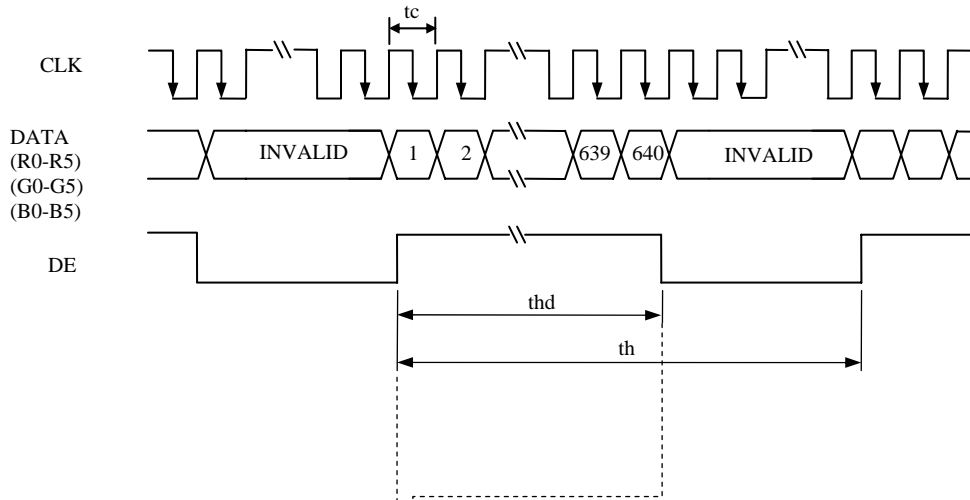 tc
CLK
DATA
(R0-R5)
(G0-G5)
(B0-B5)
INVALID 1 2 639 640 INVALID
DE
thd
th